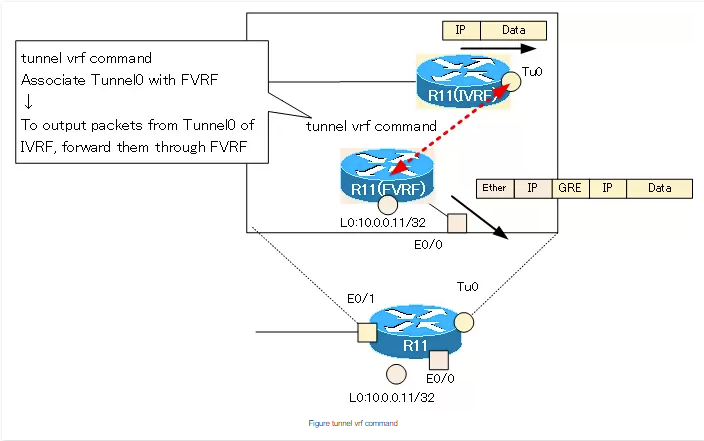 IP Data
tunnel vrf command
Associate Tunnel0 with FVRF
↓
To output packets from Tunnel0 of
IVRF, forward them through FVRF
Tu0
R11(IVRF)
tunnel vrf command
R11(FVRF)
Ether IP GRE IP Data
L0:10.0.0.11/32
E0/0
Tu0
E0/1
R11
E0/0
L0:10.0.0.11/32
Figure tunnel vrf command